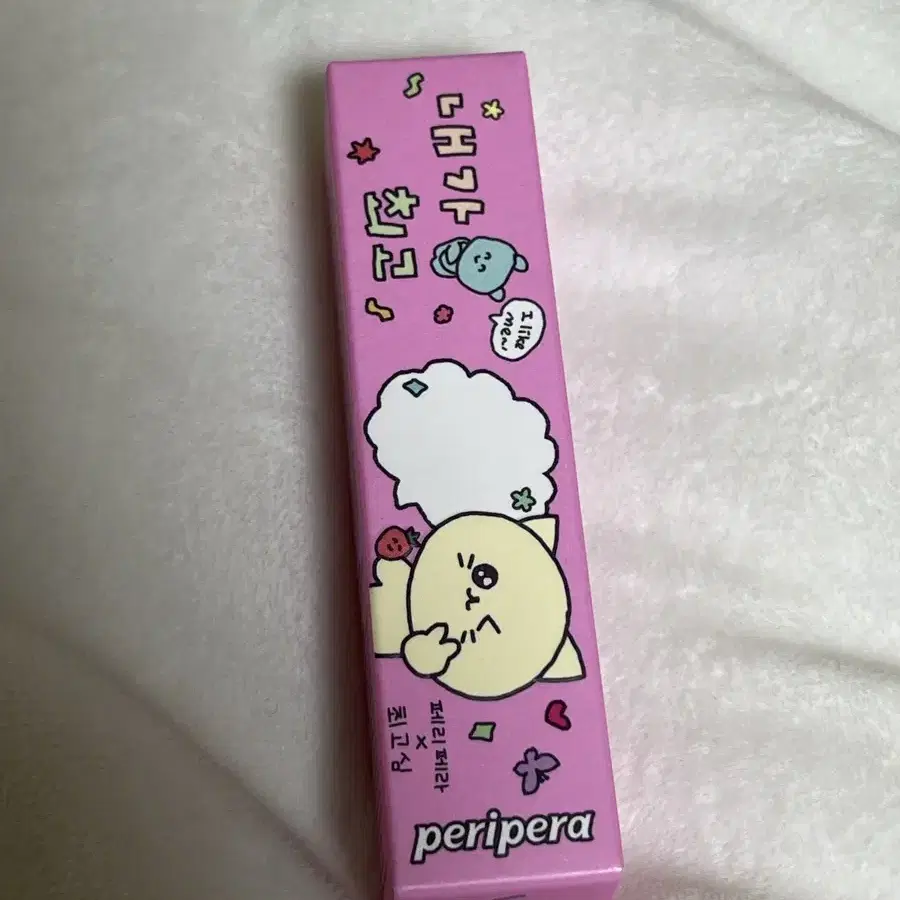 내가
최고
I like
me~
페리페라
x
최고심
peripera